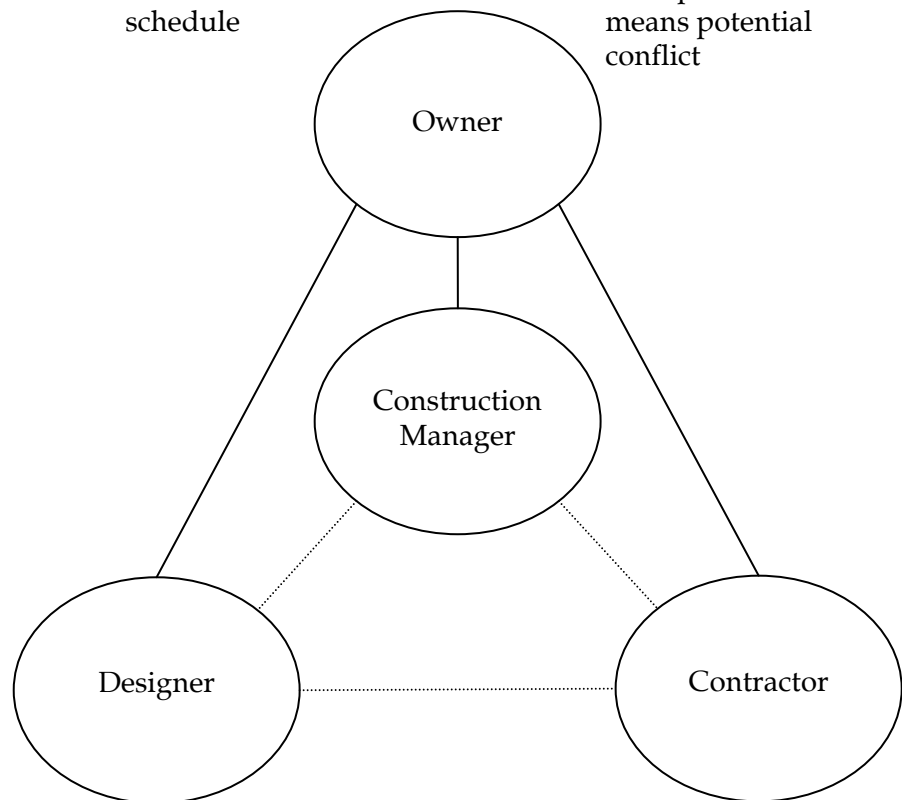 schedule
means potential
conflict
Owner
Construction
Manager
Designer
Contractor